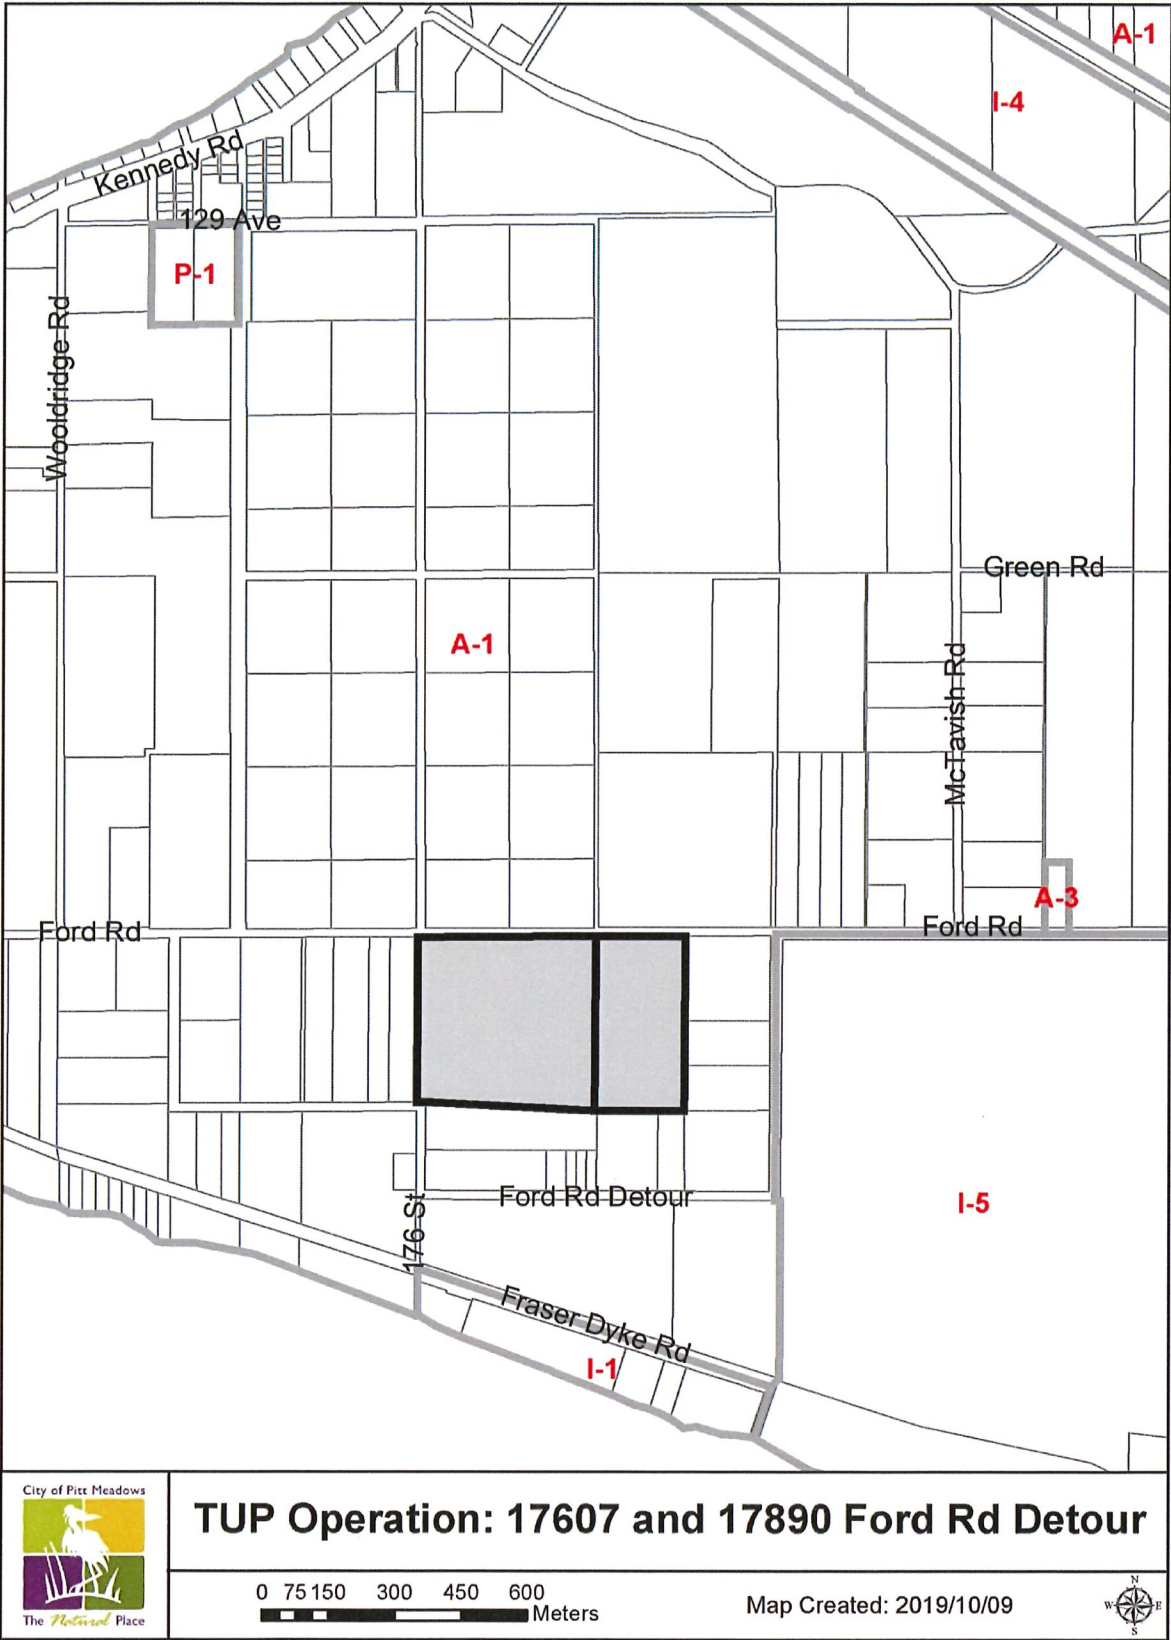 A-1
I-4
Kennedy Rd
129 Ave
P-1
Wooldridge Rd
Green Rd
A-1
McTavish Rd
A-3
Ford Rd
Ford Rd
Ford Rd Detour
I-5
176 St
Fraser Dyke Rd
I-1
City of Pitt Meadows
The Natural Place
TUP Operation: 17607 and 17890 Ford Rd Detour
0 75 150 300 450 600
Meters
Map Created: 2019/10/09
N
W E
S